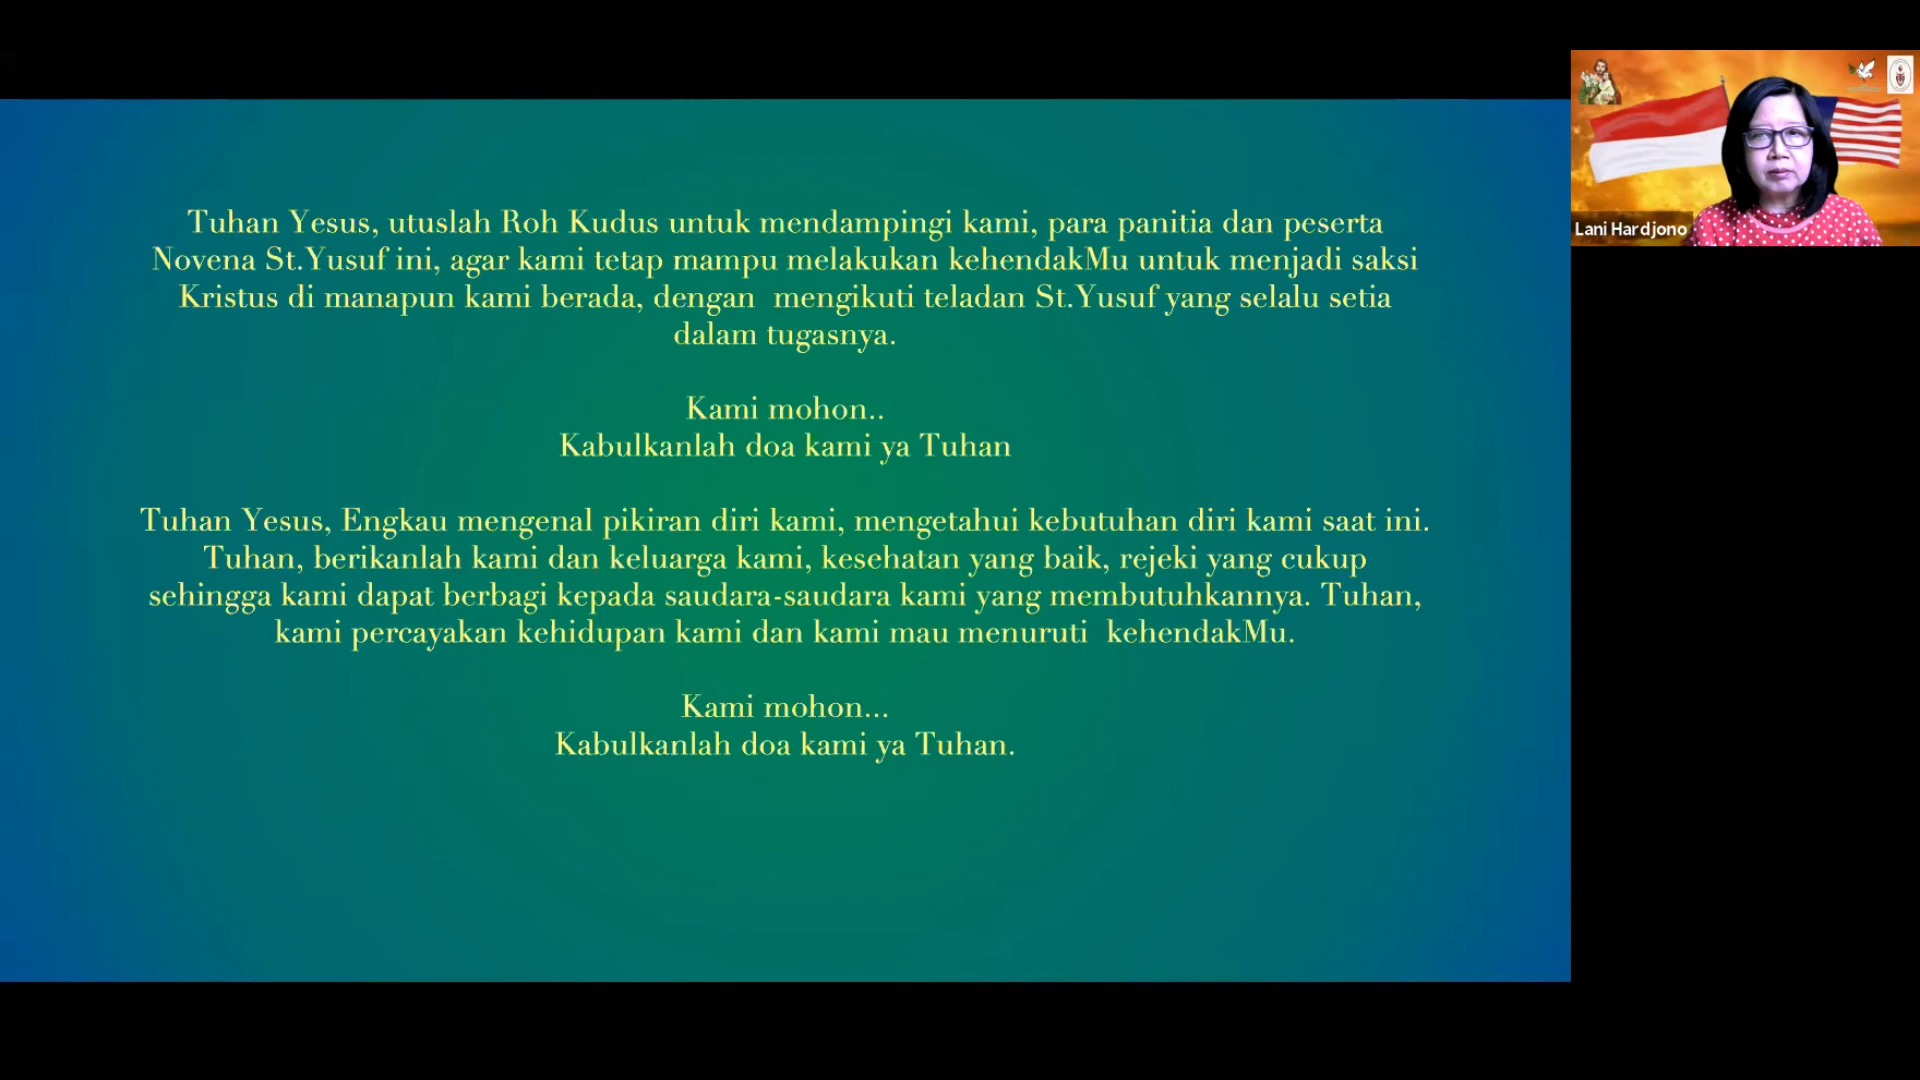 Tuhan Yesus, utuslah Roh Kudus untuk mendampingi kami, para panitia dan peserta
Novena St.Yusuf ini, agar kami tetap mampu melakukan kehendakMu untuk menjadi saksi
Kristus di manapun kami berada, dengan  mengikuti teladan St.Yusuf yang selalu setia
dalam tugasnya.
Kami mohon..
Kabulkanlah doa kami ya Tuhan
Tuhan Yesus, Engkau mengenal pikiran diri kami, mengetahui kebutuhan diri kami saat ini.
Tuhan, berikanlah kami dan keluarga kami, kesehatan yang baik, rejeki yang cukup
sehingga kami dapat berbagi kepada saudara-saudara kami yang membutuhkannya. Tuhan,
kami percayakan kehidupan kami dan kami mau menuruti  kehendakMu.
Kami mohon...
Kabulkanlah doa kami ya Tuhan.
Lani Hardjono